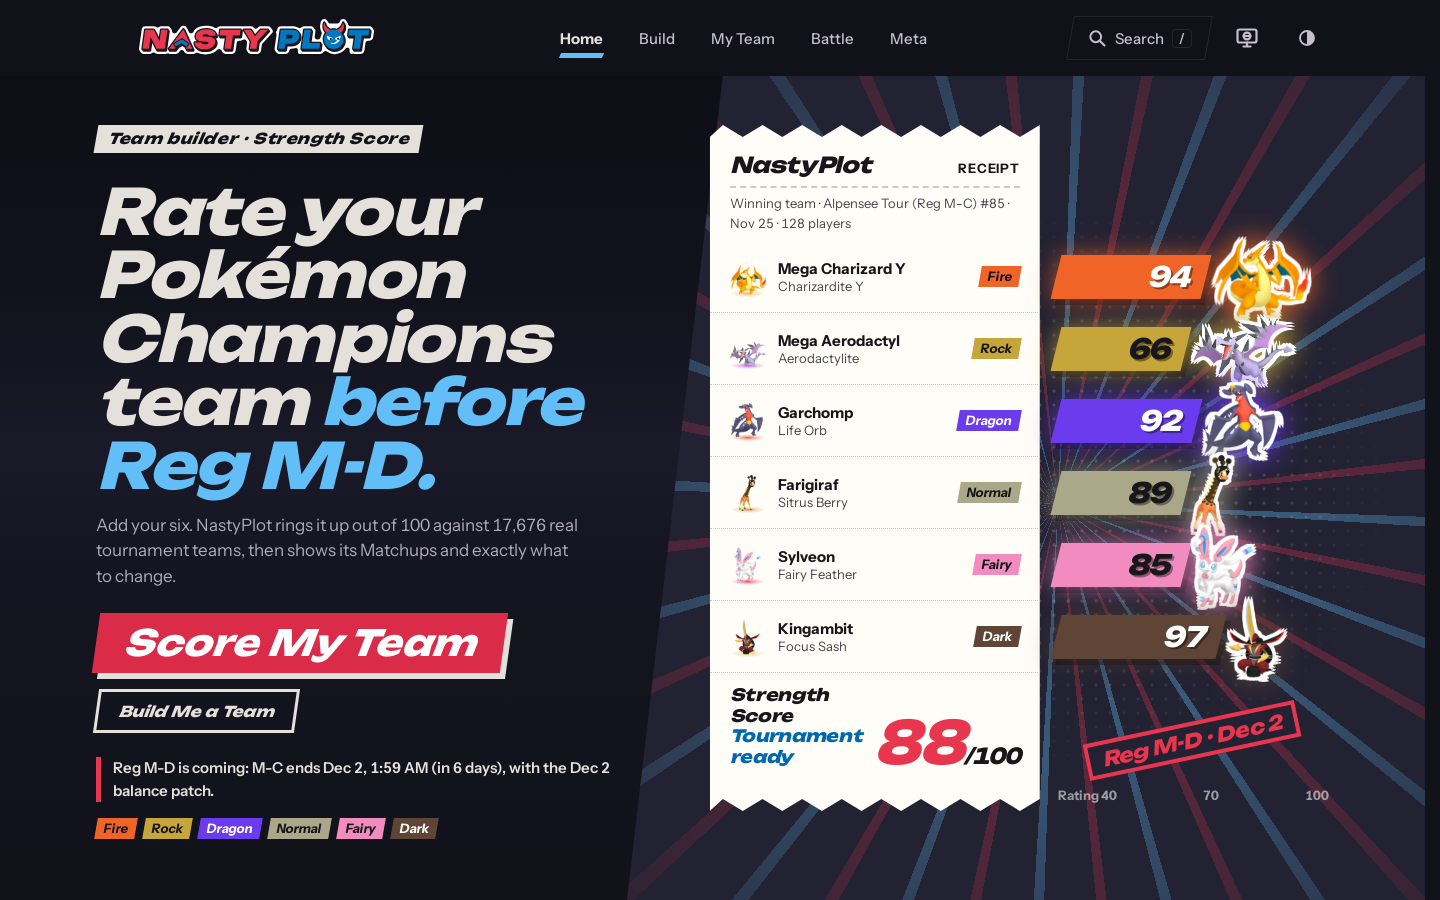 NASTY PLOT
Home
Build
My Team
Battle
Meta
Search /
Team builder · Strength Score
Rate your
Pokémon
Champions
team before
Reg M-D.
Add your six. NastyPlot rings it up out of 100 against 17,676 real
tournament teams, then shows its Matchups and exactly what
to change.
Score My Team
Build Me a Team
Reg M-D is coming: M-C ends Dec 2, 1:59 AM (in 6 days), with the Dec 2
balance patch.
Fire Rock Dragon Normal Fairy Dark
NastyPlot RECEIPT
Winning team · Alpensee Tour (Reg M-C) #85 ·
Nov 25 · 128 players
Mega Charizard Y
Charizardite Y
Fire
94
Mega Aerodactyl
Aerodactylite
Rock
66
Garchomp
Life Orb
Dragon
92
Farigiraf
Sitrus Berry
Normal
89
Sylveon
Fairy Feather
Fairy
85
Kingambit
Focus Sash
Dark
97
Strength
Score
Tournament
ready
88/100
Reg M-D · Dec 2
Rating 40 70 100